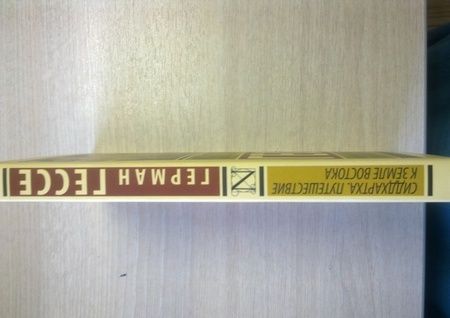 ГЕРМАН ГЕССЕ
N
СИДДХАРТХА. ПУТЕШЕСТВИЕ
К ЗЕМЛЕ ВОСТОКА